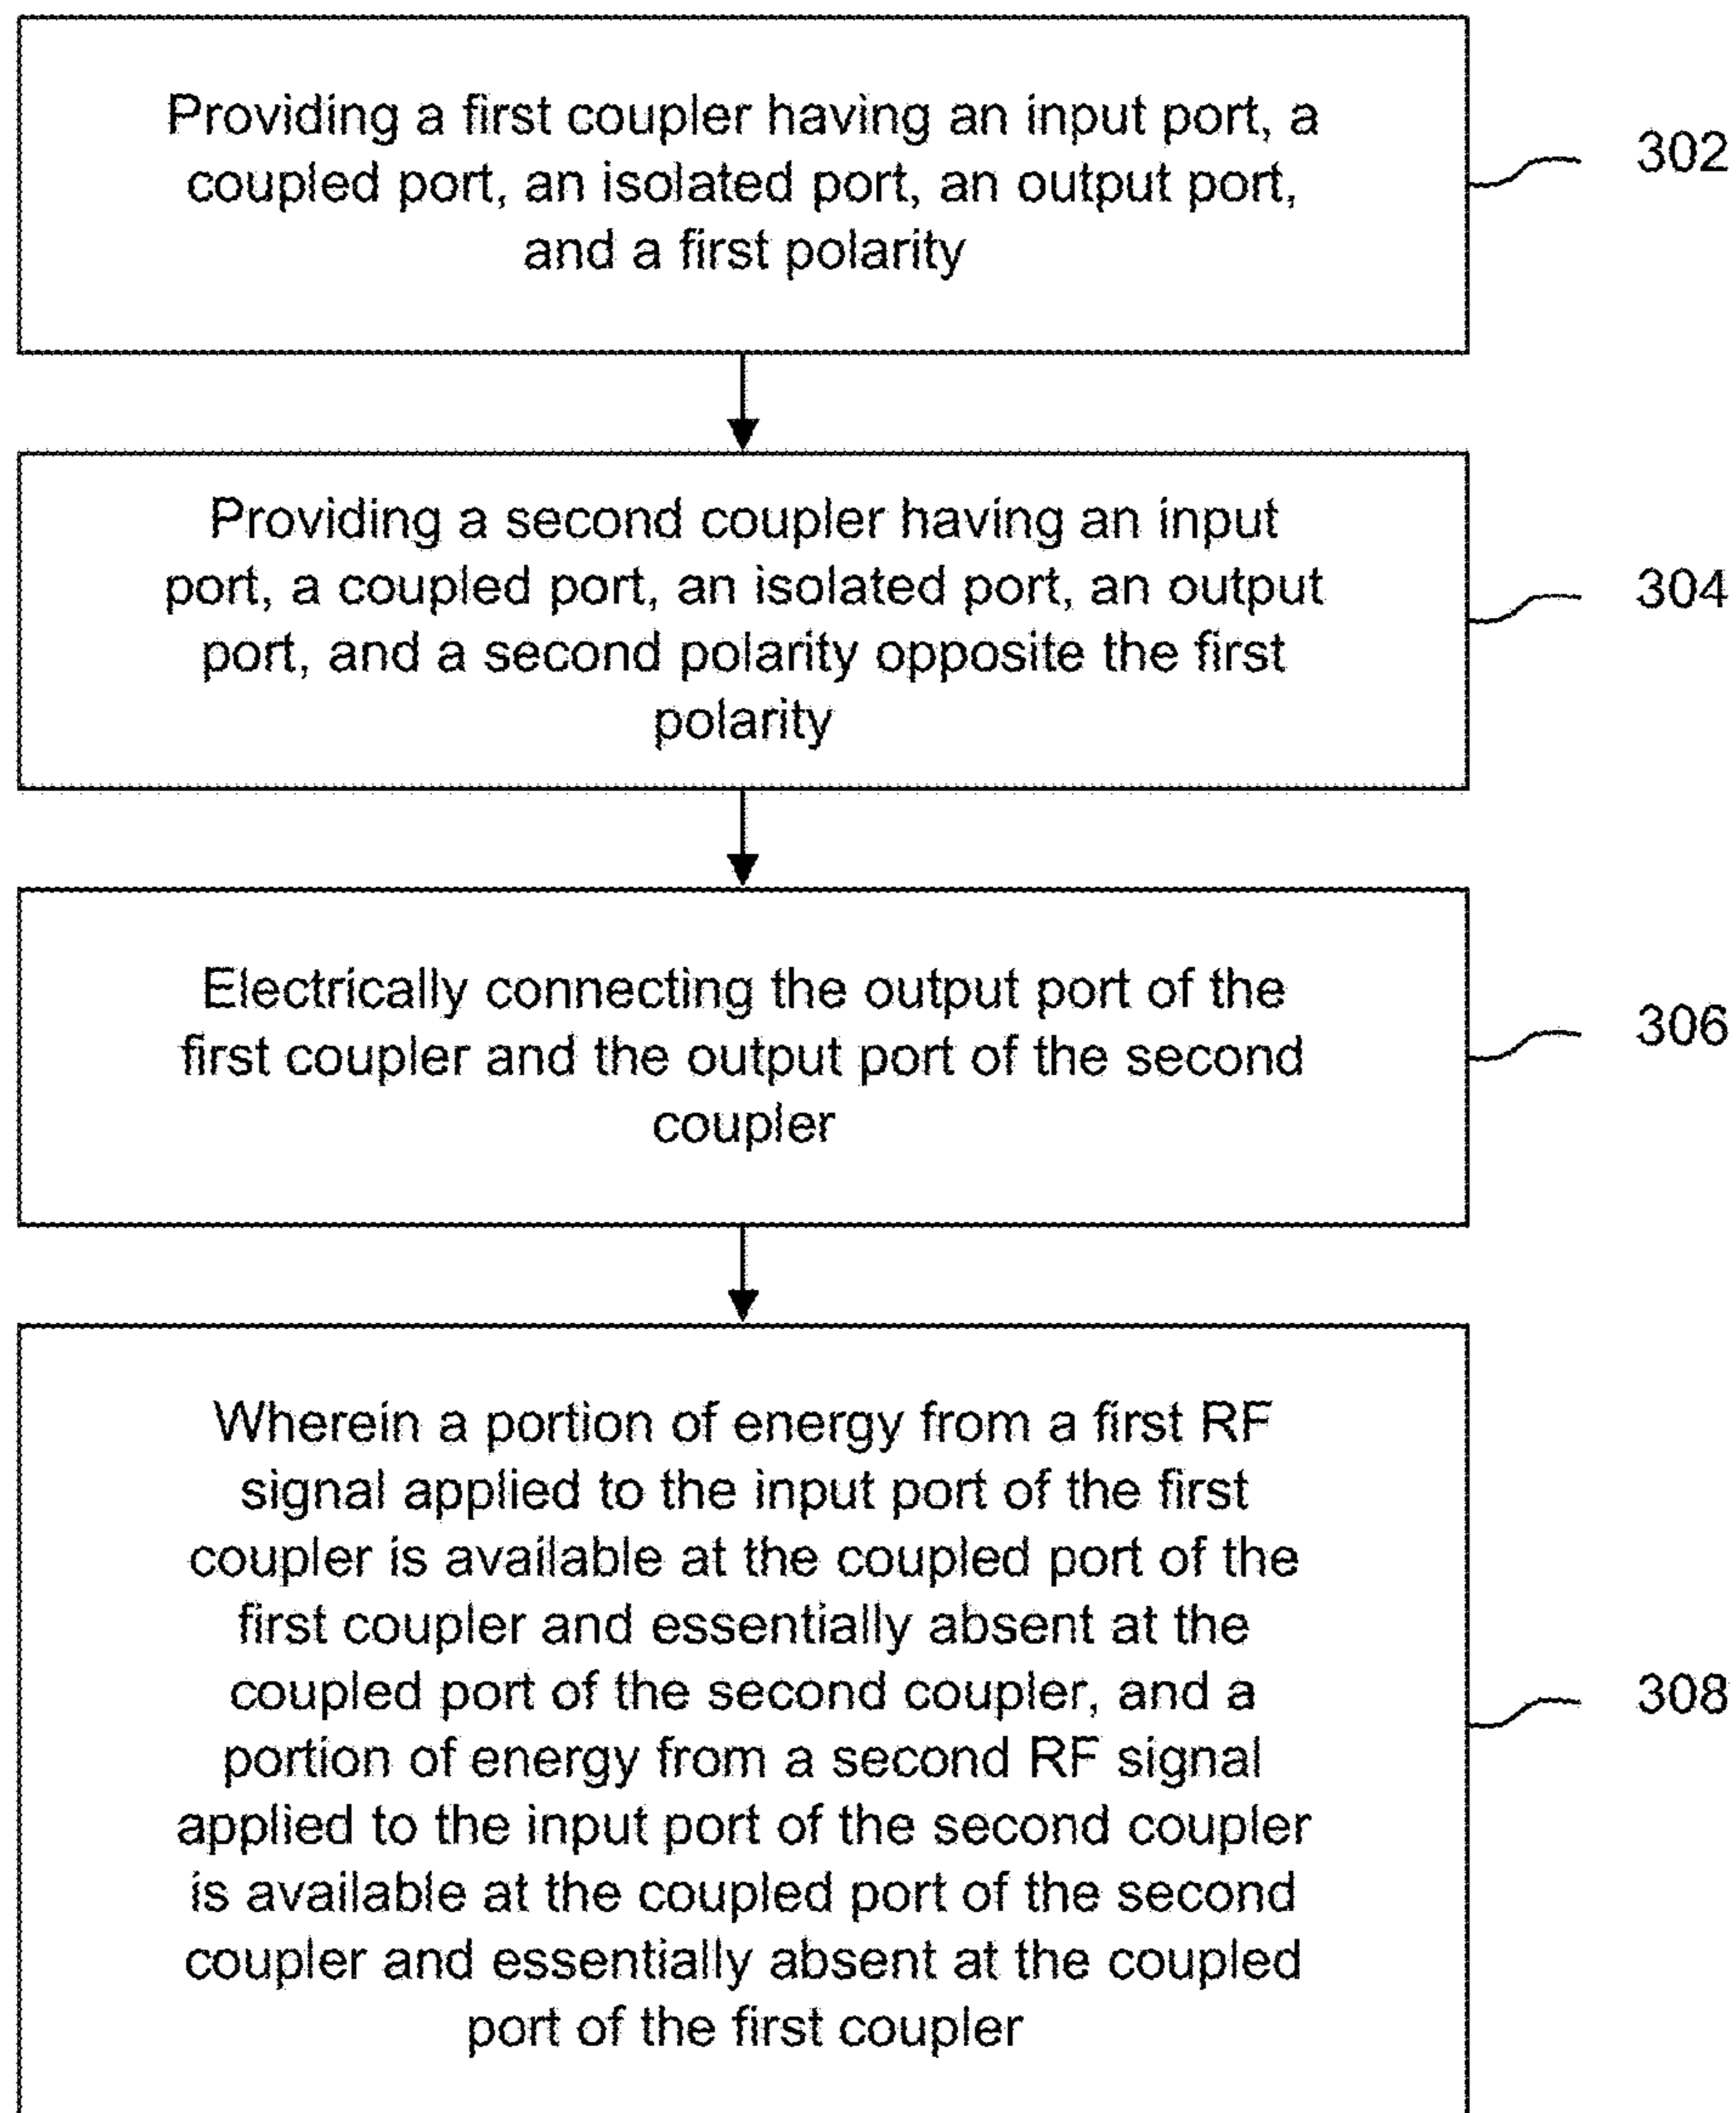 Providing a first coupler having an input port, a
coupled port, an isolated port, an output port,
and a first polarity
302
Providing a second coupler having an input
port, a coupled port, an isolated port, an output
port, and a second polarity opposite the first
polarity
304
Electrically connecting the output port of the
first coupler and the output port of the second
coupler
306
Wherein a portion of energy from a first RF
signal applied to the input port of the first
coupler is available at the coupled port of the
first coupler and essentially absent at the
coupled port of the second coupler, and a
portion of energy from a second RF signal
applied to the input port of the second coupler
is available at the coupled port of the second
coupler and essentially absent at the coupled
port of the first coupler
308